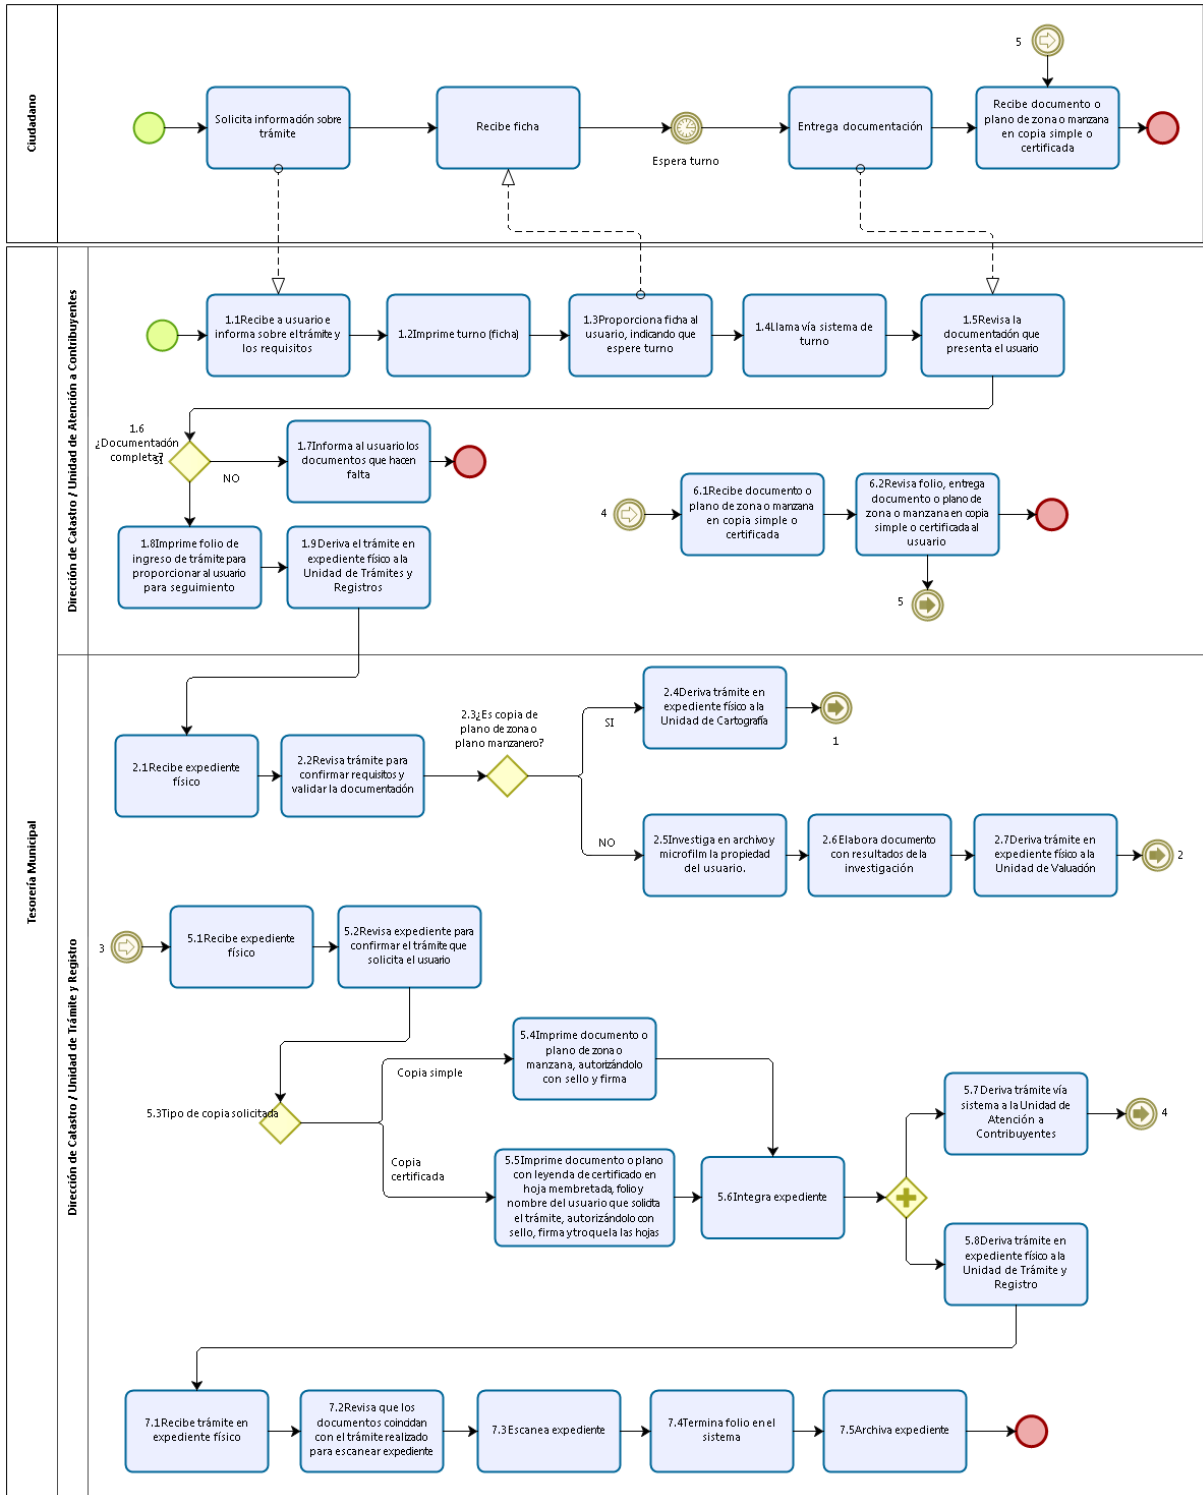 Ciudadano
5
Solicita información sobre
trámite
Recibe ficha
Espera turno
Entrega documentación
Recibe documento o
plano de zona o manzana
en copia simple o
certificada
Tesorería Municipal
Dirección de Catastro / Unidad de Atención a Contribuyentes
1.1Recibe a usuario e
informa sobre el trámite y
los requisitos
1.2Imprime turno (ficha)
1.3Proporciona ficha al
usuario, indicando que
espere turno
1.4Llama vía sistema de
turno
1.5Revisa la
documentación que
presenta el usuario
1.6
¿Documentación
completa?
SI
NO
1.7Informa al usuario los
documentos que hacen
falta
4
6.1Recibe documento o
plano de zona o manzana
en copia simple o
certificada
6.2Revisa folio, entrega
documento o plano de
zona o manzana en copia
simple o certificada al
usuario
5
1.8Imprime folio de
ingreso de trámite para
proporcionar al usuario
para seguimiento
1.9Deriva el trámite en
expediente físico a la
Unidad de Trámites y
Registros
Dirección de Catastro / Unidad de Trámite y Registro
2.1Recibe expediente
físico
2.2Revisa trámite para
confirmar requisitos y
validar la documentación
2.3¿Es copia de
plano de zona o
plano manzanero?
SI
2.4Deriva trámite en
expediente físico a la
Unidad de Cartografía
1
NO
2.5Investiga en archivo y
microfilm la propiedad
del usuario.
2.6Elabora documento
con resultados de la
investigación
2.7Deriva trámite en
expediente físico a la
Unidad de Valuación
2
3
5.1Recibe expediente
físico
5.2Revisa expediente para
confirmar el trámite que
solicita el usuario
5.3Tipo de copia solicitada
Copia simple
5.4Imprime documento o
plano de zona o
manzana, autorizándolo
con sello y firma
Copia
certificada
5.5Imprime documento o plano
con leyenda de certificado en
hoja membretada, folio y
nombre del usuario que solicita
el trámite, autorizándolo con
sello, firma y troquela las hojas
5.6Integra expediente
5.7Deriva trámite vía
sistema a la Unidad de
Atención a
Contribuyentes
4
5.8Deriva trámite en
expediente físico a la
Unidad de Trámite y
Registro
7.1Recibe trámite en
expediente físico
7.2Revisa que los
documentos coincidan
con el trámite realizado
para escanear expediente
7.3Escanea expediente
7.4Termina folio en el
sistema
7.5Archiva expediente